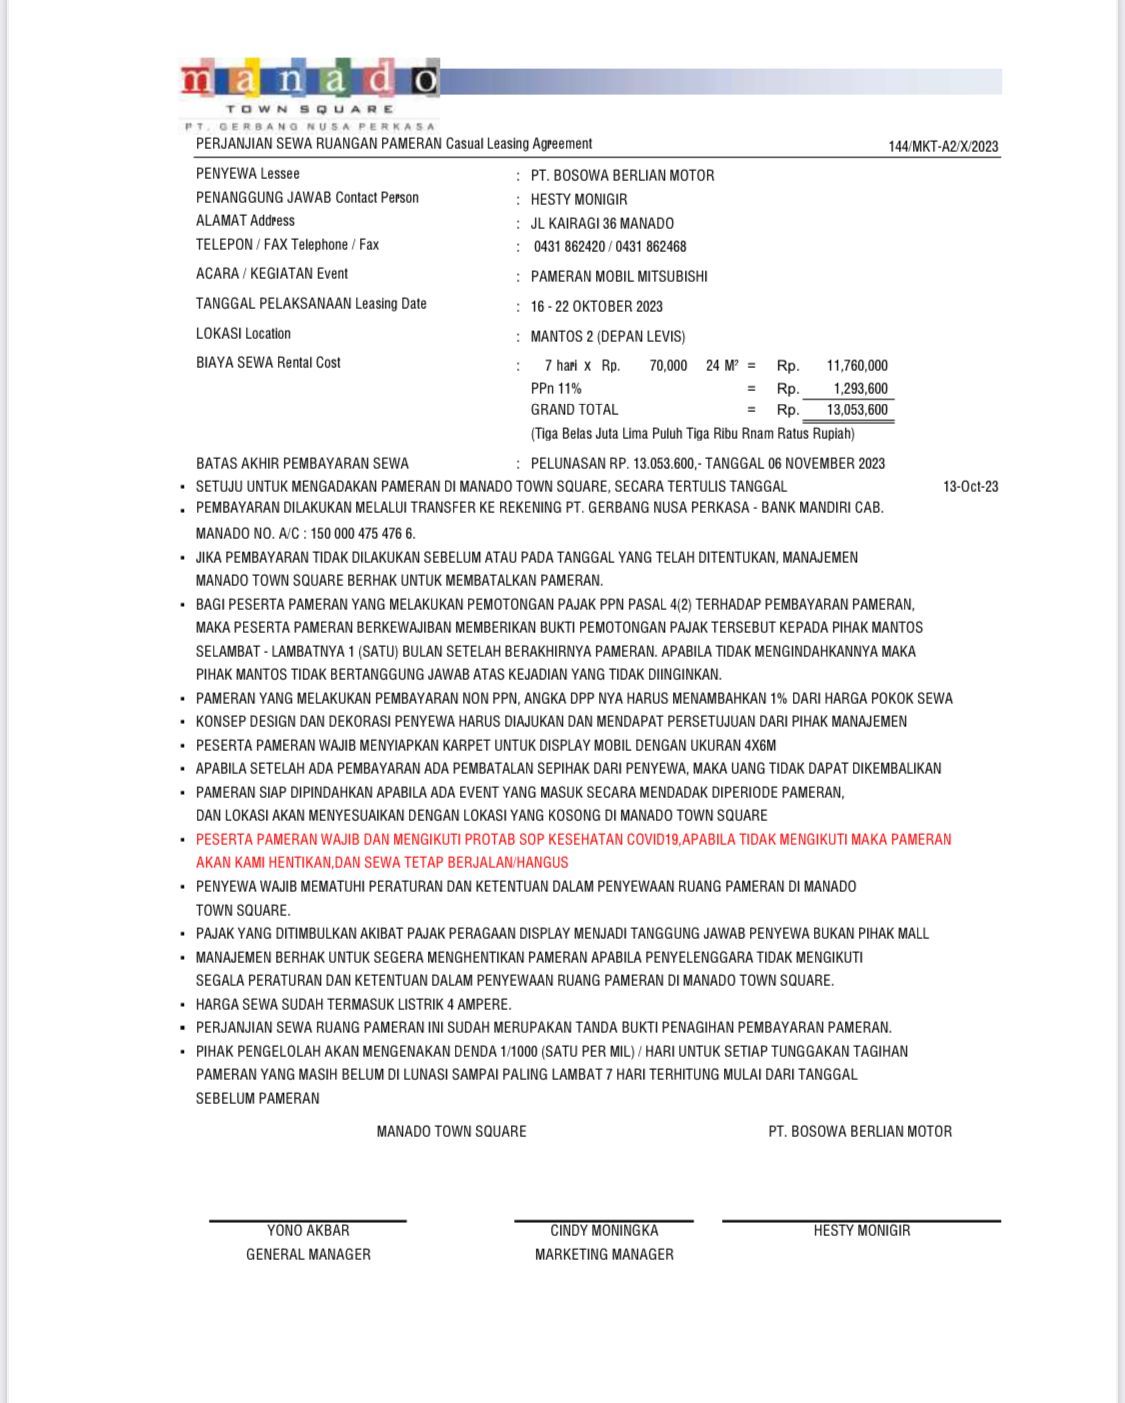 manado
TOWN SQUARE
PT. GERBANG NUSA PERKASA
PERJANJIAN SEWA RUANGAN PAMERAN Casual Leasing Agreement 144/MKT-A2/X/2023
PENYEWA Lessee : PT. BOSOWA BERLIAN MOTOR
PENANGGUNG JAWAB Contact Person : HESTY MONIGIR
ALAMAT Address : JL KAIRAGI 36 MANADO
TELEPON / FAX Telephone / Fax : 0431 862420 / 0431 862468
ACARA / KEGIATAN Event : PAMERAN MOBIL MITSUBISHI
TANGGAL PELAKSANAAN Leasing Date : 16 - 22 OKTOBER 2023
LOKASI Location : MANTOS 2 (DEPAN LEVIS)
BIAYA SEWA Rental Cost : 7 hari x Rp. 70,000 24 M² = Rp. 11,760,000
PPn 11% = Rp. 1,293,600
GRAND TOTAL = Rp. 13,053,600
(Tiga Belas Juta Lima Puluh Tiga Ribu Rnam Ratus Rupiah)
BATAS AKHIR PEMBAYARAN SEWA : PELUNASAN RP. 13.053.600,- TANGGAL 06 NOVEMBER 2023
▪ SETUJU UNTUK MENGADAKAN PAMERAN DI MANADO TOWN SQUARE, SECARA TERTULIS TANGGAL 13-Oct-23
▪ PEMBAYARAN DILAKUKAN MELALUI TRANSFER KE REKENING PT. GERBANG NUSA PERKASA - BANK MANDIRI CAB.
MANADO NO. A/C : 150 000 475 476 6.
▪ JIKA PEMBAYARAN TIDAK DILAKUKAN SEBELUM ATAU PADA TANGGAL YANG TELAH DITENTUKAN, MANAJEMEN
MANADO TOWN SQUARE BERHAK UNTUK MEMBATALKAN PAMERAN.
▪ BAGI PESERTA PAMERAN YANG MELAKUKAN PEMOTONGAN PAJAK PPN PASAL 4(2) TERHADAP PEMBAYARAN PAMERAN,
MAKA PESERTA PAMERAN BERKEWAJIBAN MEMBERIKAN BUKTI PEMOTONGAN PAJAK TERSEBUT KEPADA PIHAK MANTOS
SELAMBAT - LAMBATNYA 1 (SATU) BULAN SETELAH BERAKHIRNYA PAMERAN. APABILA TIDAK MENGINDAHKANNYA MAKA
PIHAK MANTOS TIDAK BERTANGGUNG JAWAB ATAS KEJADIAN YANG TIDAK DIINGINKAN.
▪ PAMERAN YANG MELAKUKAN PEMBAYARAN NON PPN, ANGKA DPP NYA HARUS MENAMBAHKAN 1% DARI HARGA POKOK SEWA
▪ KONSEP DESIGN DAN DEKORASI PENYEWA HARUS DIAJUKAN DAN MENDAPAT PERSETUJUAN DARI PIHAK MANAJEMEN
▪ PESERTA PAMERAN WAJIB MENYIAPKAN KARPET UNTUK DISPLAY MOBIL DENGAN UKURAN 4X6M
▪ APABILA SETELAH ADA PEMBAYARAN ADA PEMBATALAN SEPIHAK DARI PENYEWA, MAKA UANG TIDAK DAPAT DIKEMBALIKAN
▪ PAMERAN SIAP DIPINDAHKAN APABILA ADA EVENT YANG MASUK SECARA MENDADAK DIPERIODE PAMERAN,
DAN LOKASI AKAN MENYESUAIKAN DENGAN LOKASI YANG KOSONG DI MANADO TOWN SQUARE
▪ PESERTA PAMERAN WAJIB DAN MENGIKUTI PROTAB SOP KESEHATAN COVID19,APABILA TIDAK MENGIKUTI MAKA PAMERAN
AKAN KAMI HENTIKAN,DAN SEWA TETAP BERJALAN/HANGUS
▪ PENYEWA WAJIB MEMATUHI PERATURAN DAN KETENTUAN DALAM PENYEWAAN RUANG PAMERAN DI MANADO
TOWN SQUARE.
▪ PAJAK YANG DITIMBULKAN AKIBAT PAJAK PERAGAAN DISPLAY MENJADI TANGGUNG JAWAB PENYEWA BUKAN PIHAK MALL
▪ MANAJEMEN BERHAK UNTUK SEGERA MENGHENTIKAN PAMERAN APABILA PENYELENGGARA TIDAK MENGIKUTI
SEGALA PERATURAN DAN KETENTUAN DALAM PENYEWAAN RUANG PAMERAN DI MANADO TOWN SQUARE.
▪ HARGA SEWA SUDAH TERMASUK LISTRIK 4 AMPERE.
▪ PERJANJIAN SEWA RUANG PAMERAN INI SUDAH MERUPAKAN TANDA BUKTI PENAGIHAN PEMBAYARAN PAMERAN.
▪ PIHAK PENGELOLAH AKAN MENGENAKAN DENDA 1/1000 (SATU PER MIL) / HARI UNTUK SETIAP TUNGGAKAN TAGIHAN
PAMERAN YANG MASIH BELUM DI LUNASI SAMPAI PALING LAMBAT 7 HARI TERHITUNG MULAI DARI TANGGAL
SEBELUM PAMERAN
MANADO TOWN SQUARE PT. BOSOWA BERLIAN MOTOR
YONO AKBAR CINDY MONINGKA HESTY MONIGIR
GENERAL MANAGER MARKETING MANAGER